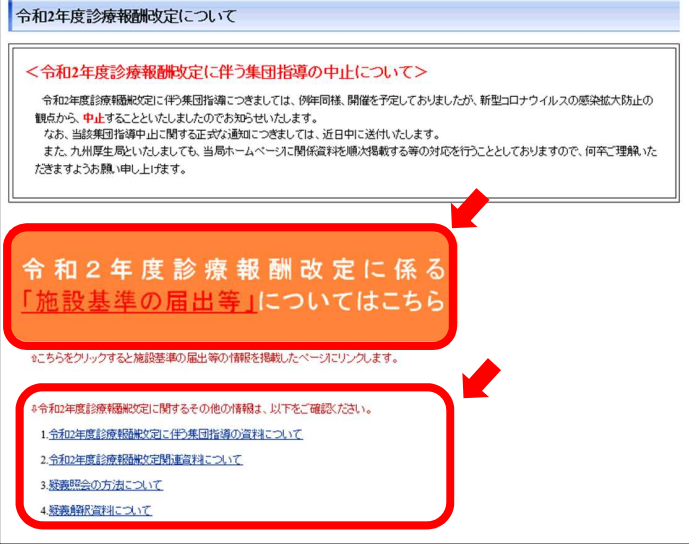 令和2年度診療報酬改定について
＜令和2年度診療報酬改定に伴う集団指導の中止について＞
令和2年度診療報酬改定に伴う集団指導につきましては、例年同様、開催を予定しておりましたが、新型コロナウイルスの感染拡大防止の
観点から、中止することといたしましたのでお知らせいたします。
なお、当該集団指導中止に関する正式な通知につきましては、近日中に送付いたします。
また、九州厚生局といたしましても、当局ホームページに関係資料を順次掲載する等の対応を行うこととしておりますので、何卒ご理解いた
だきますようお願い申し上げます。
令和２年度診療報酬改定に係る
「施設基準の届出等」についてはこちら
⇧こちらをクリックすると施設基準の届出等の情報を掲載したページにリンクします。
⇩令和2年度診療報酬改定に関するその他の情報は、以下をご確認ください。
1.令和2年度診療報酬改定に伴う集団指導の資料について
2.令和2年度診療報酬改定関連資料について
3.疑義照会の方法について
4.疑義解釈資料について